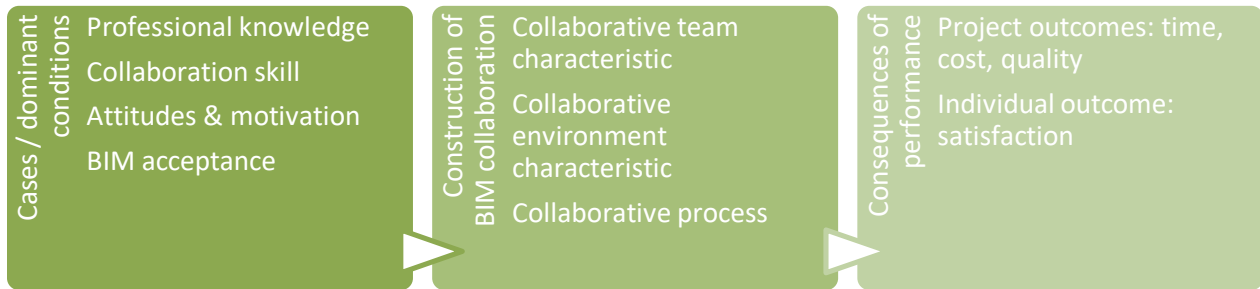 Cases / dominant
conditions
Professional knowledge
Collaboration skill
Attitudes & motivation
BIM acceptance
Construction of
BIM collaboration
Collaborative team
characteristic
Collaborative
environment
characteristic
Collaborative process
Consequences of
performance
Project outcomes: time,
cost, quality
Individual outcome:
satisfaction